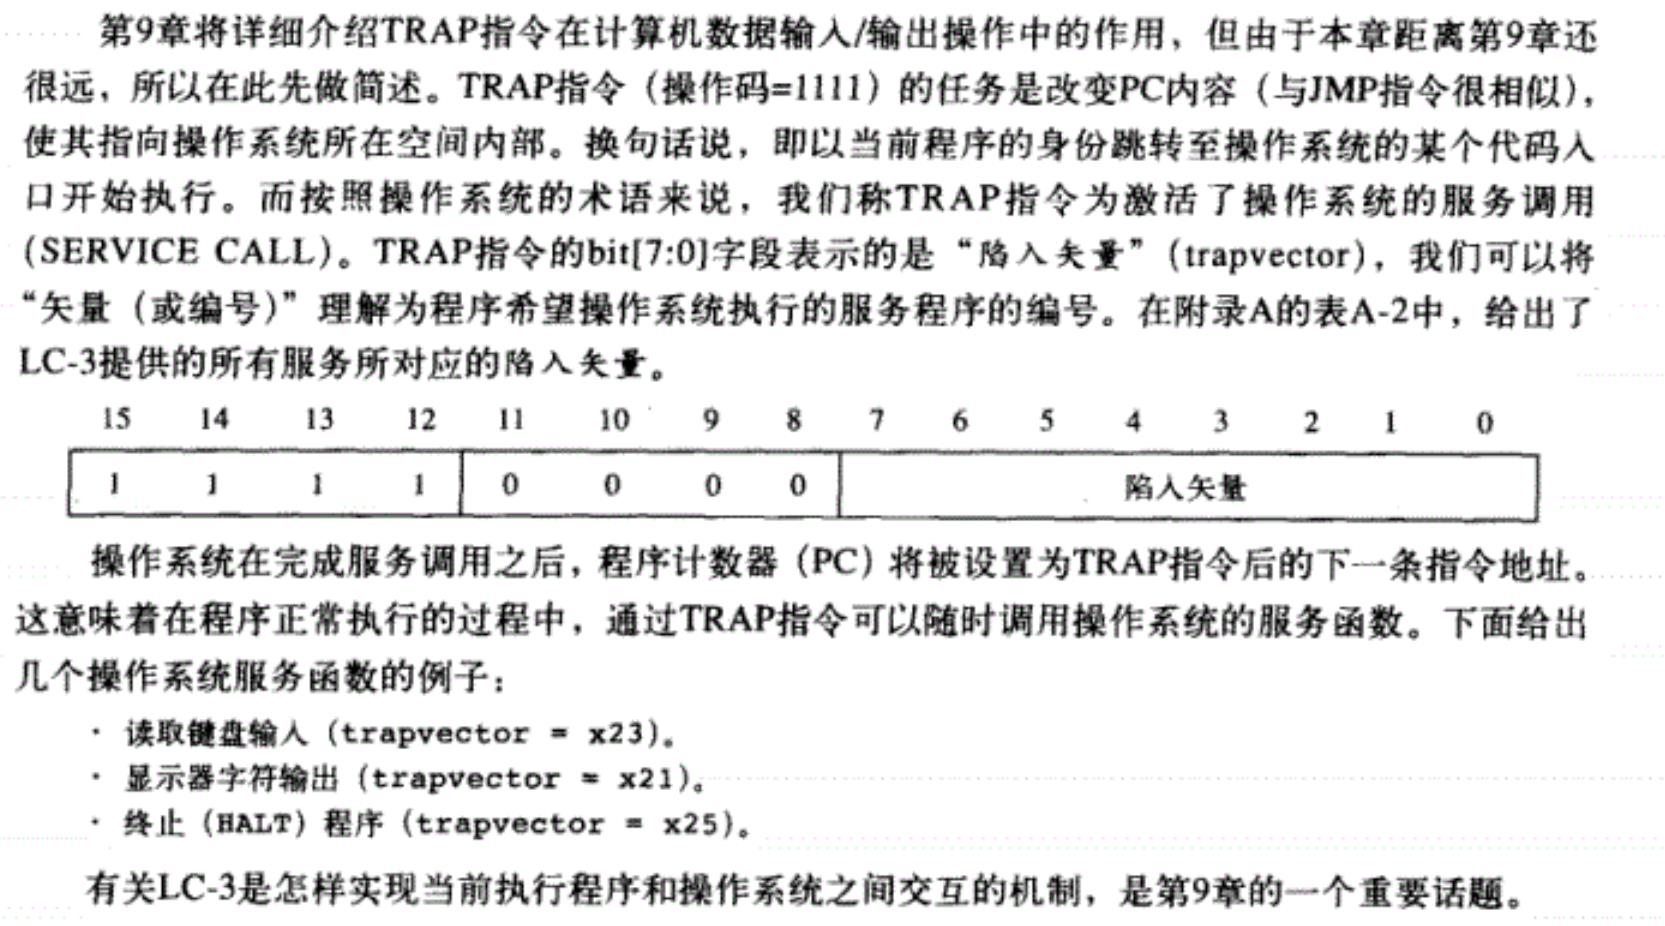 第9章将详细介绍TRAP指令在计算机数据输入/输出操作中的作用，但由于本章距离第9章还
很远，所以在此先做简述。TRAP指令（操作码=1111）的任务是改变PC内容（与JMP指令很相似），
使其指向操作系统所在空间内部。换句话说，即以当前程序的身份跳转至操作系统的某个代码入
口开始执行。而按照操作系统的术语来说，我们称TRAP指令为激活了操作系统的服务调用
（SERVICE CALL）。TRAP指令的bit[7:0]字段表示的是“陷入矢量”（trapvector），我们可以将
“矢量（或编号）”理解为程序希望操作系统执行的服务程序的编号。在附录A的表A-2中，给出了
LC-3提供的所有服务所对应的陷入矢量。
15 14 13 12 11 10 9 8 7 6 5 4 3 2 1 0
1 1 1 1 0 0 0 0 陷入矢量
操作系统在完成服务调用之后，程序计数器（PC）将被设置为TRAP指令后的下一条指令地址。
这意味着在程序正常执行的过程中，通过TRAP指令可以随时调用操作系统的服务函数。下面给出
几个操作系统服务函数的例子：
· 读取键盘输入（trapvector = x23）。
· 显示器字符输出（trapvector = x21）。
· 终止（HALT）程序（trapvector = x25）。
有关LC-3是怎样实现当前执行程序和操作系统之间交互的机制，是第9章的一个重要话题。